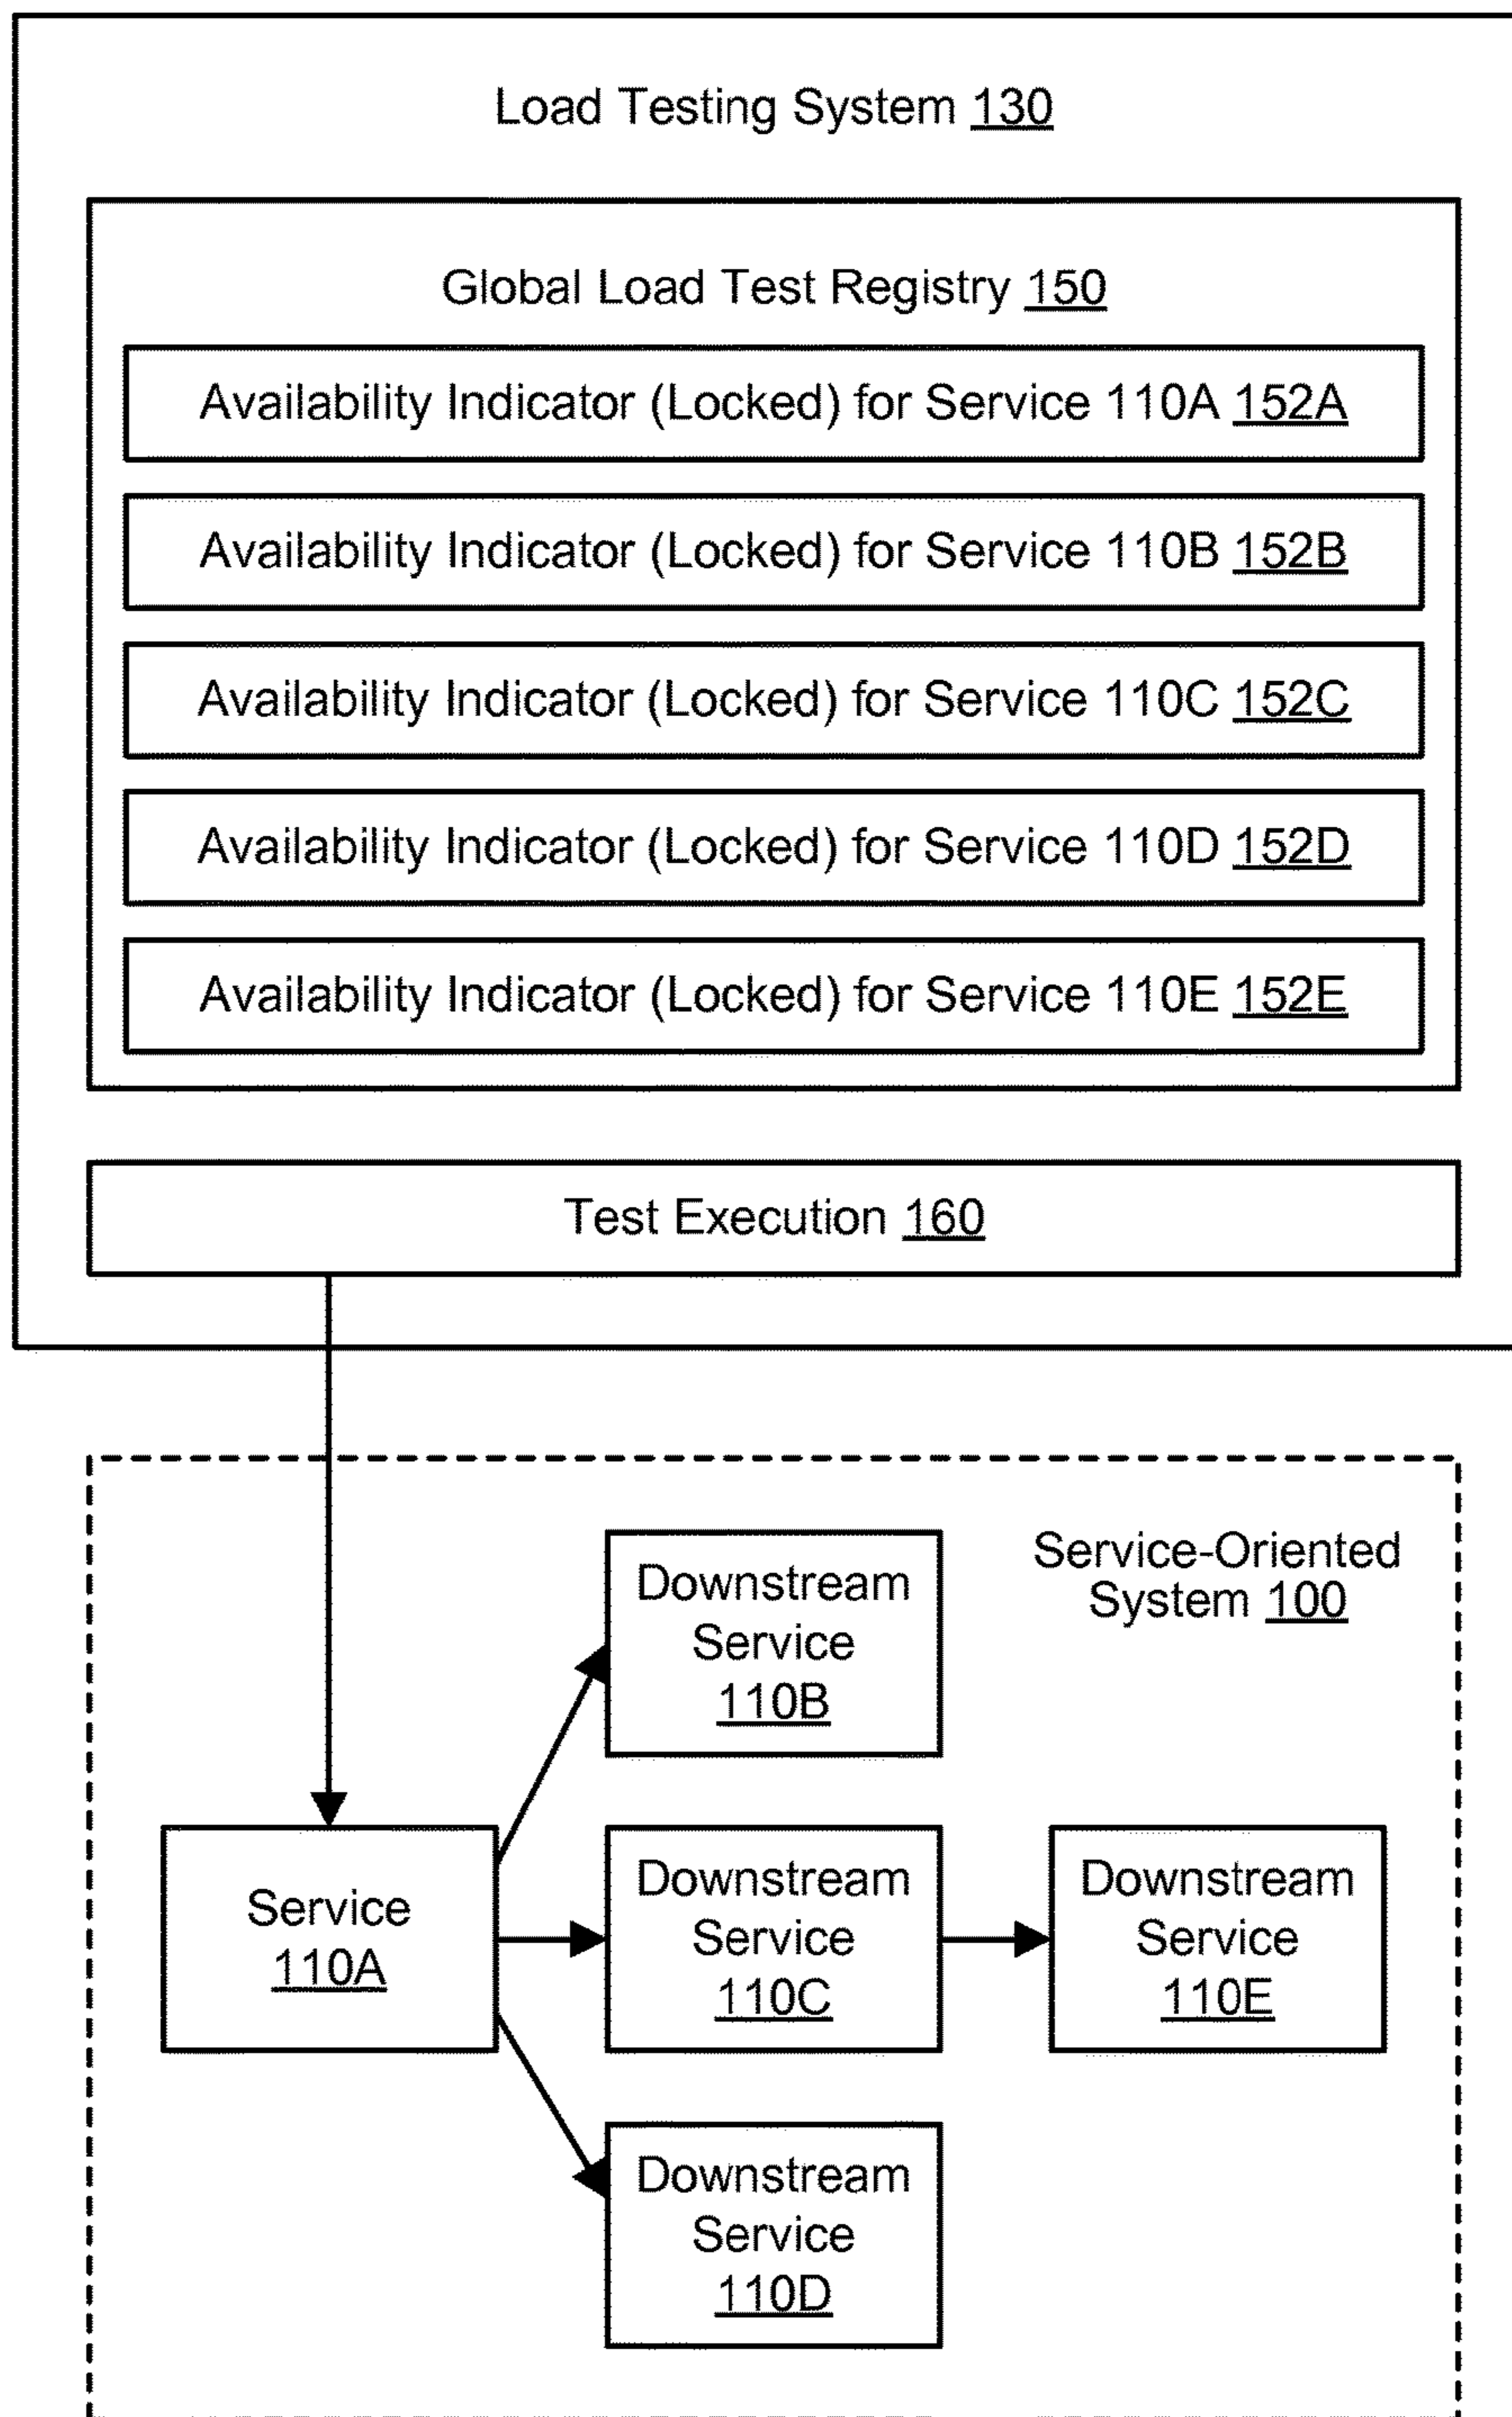 Load Testing System 130
Global Load Test Registry 150
Availability Indicator (Locked) for Service 110A 152A
Availability Indicator (Locked) for Service 110B 152B
Availability Indicator (Locked) for Service 110C 152C
Availability Indicator (Locked) for Service 110D 152D
Availability Indicator (Locked) for Service 110E 152E
Test Execution 160
Service-Oriented
System 100
Downstream
Service
110B
Service
110A
Downstream
Service
110C
Downstream
Service
110E
Downstream
Service
110D